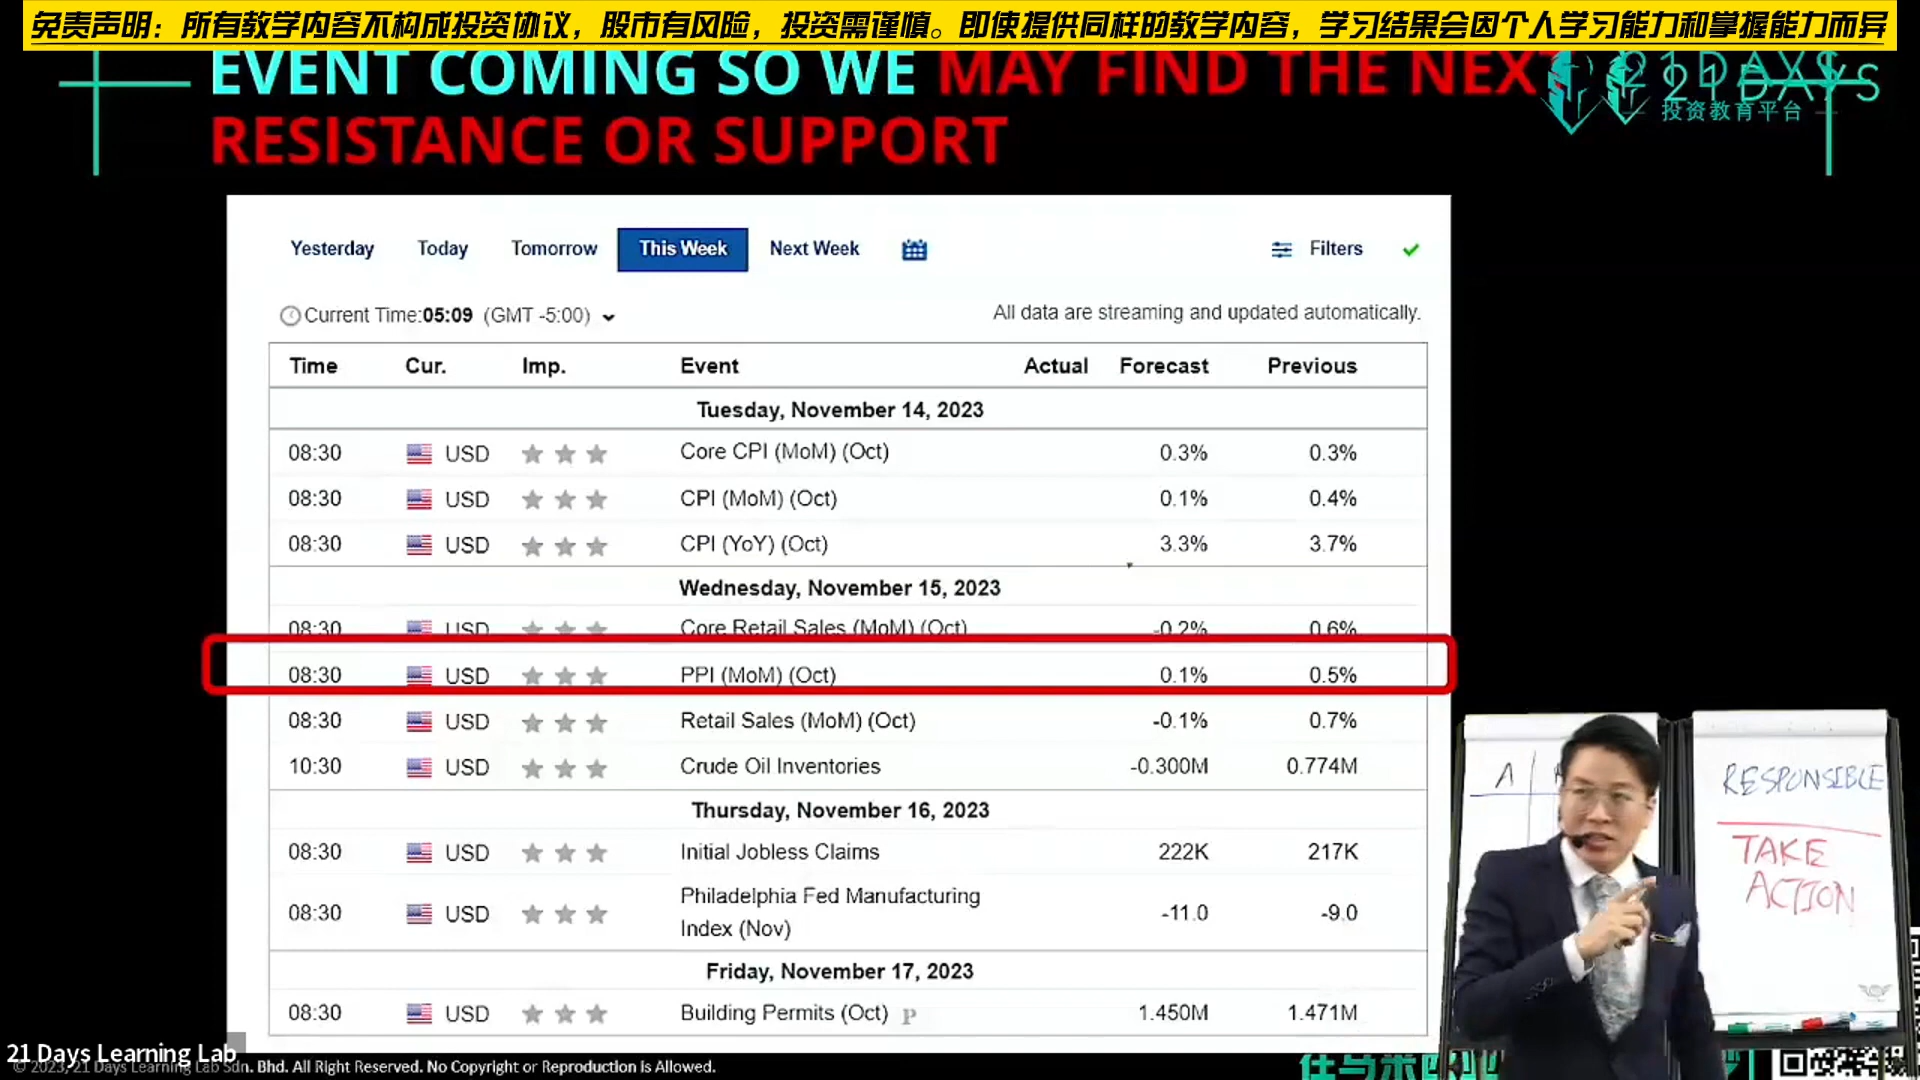 免责声明：所有教学内容不构成投资协议，股市有风险，投资需谨慎。即使提供同样的教学内容，学习结果会因个人学习能力和掌握能力而异
EVENT COMING SO WE MAY FIND THE NEXT
RESISTANCE OR SUPPORT
21DAYS
投资教育平台
Yesterday Today Tomorrow This Week Next Week Filters
Current Time:05:09 (GMT -5:00) All data are streaming and updated automatically.
Time Cur. Imp. Event Actual Forecast Previous
Tuesday, November 14, 2023
08:30 USD Core CPI (MoM) (Oct) 0.3% 0.3%
08:30 USD CPI (MoM) (Oct) 0.1% 0.4%
08:30 USD CPI (YoY) (Oct) 3.3% 3.7%
Wednesday, November 15, 2023
08:30 USD Core Retail Sales (MoM) (Oct) -0.2% 0.6%
08:30 USD PPI (MoM) (Oct) 0.1% 0.5%
08:30 USD Retail Sales (MoM) (Oct) -0.1% 0.7%
10:30 USD Crude Oil Inventories -0.300M 0.774M
Thursday, November 16, 2023
08:30 USD Initial Jobless Claims 222K 217K
08:30 USD Philadelphia Fed Manufacturing Index (Nov) -11.0 -9.0
Friday, November 17, 2023
08:30 USD Building Permits (Oct) P 1.450M 1.471M
A
RESPONSIBLE
TAKE
ACTION
21 Days Learning Lab
© 2023, 21 Days Learning Lab Sdn. Bhd. All Right Reserved. No Copyright or Reproduction is Allowed.